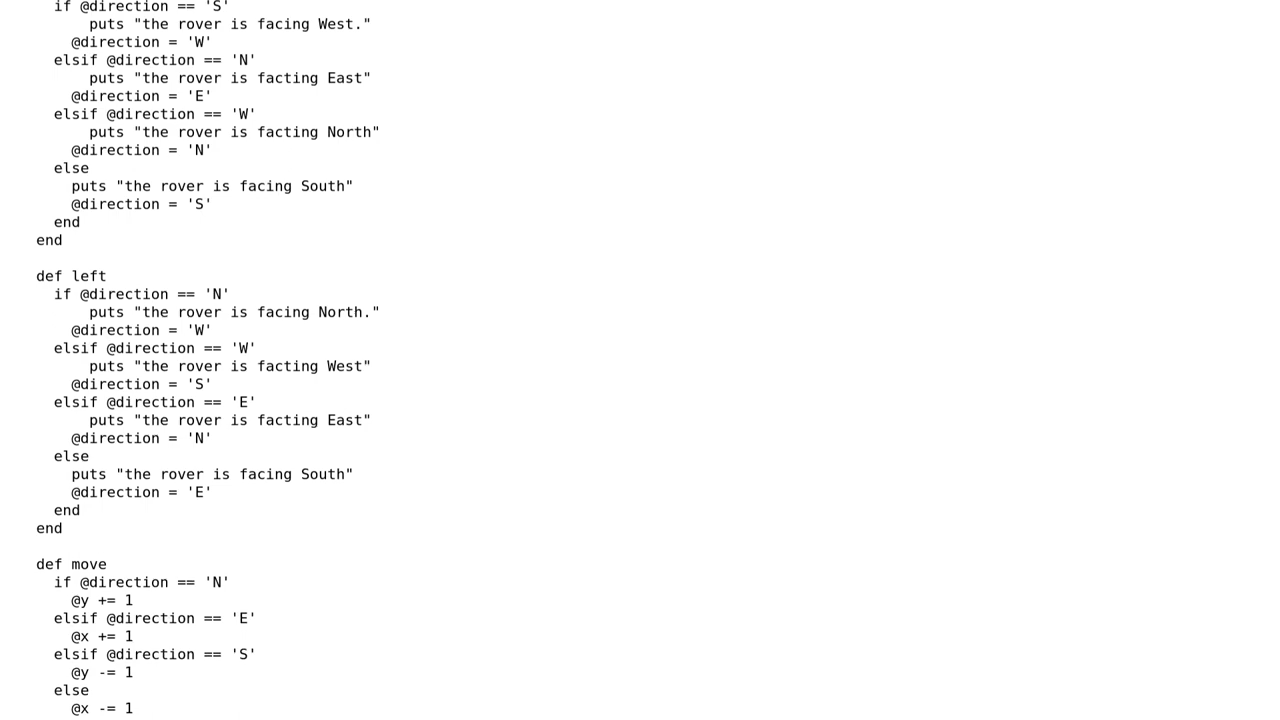 if @direction == 'S'
puts "the rover is facing West."
@direction = 'W'
elsif @direction == 'N'
puts "the rover is facting East"
@direction = 'E'
elsif @direction == 'W'
puts "the rover is facting North"
@direction = 'N'
else
puts "the rover is facing South"
@direction = 'S'
end
end
def left
if @direction == 'N'
puts "the rover is facing North."
@direction = 'W'
elsif @direction == 'W'
puts "the rover is facting West"
@direction = 'S'
elsif @direction == 'E'
puts "the rover is facting East"
@direction = 'N'
else
puts "the rover is facing South"
@direction = 'E'
end
end
def move
if @direction == 'N'
@y += 1
elsif @direction == 'E'
@x += 1
elsif @direction == 'S'
@y -= 1
else
@x -= 1